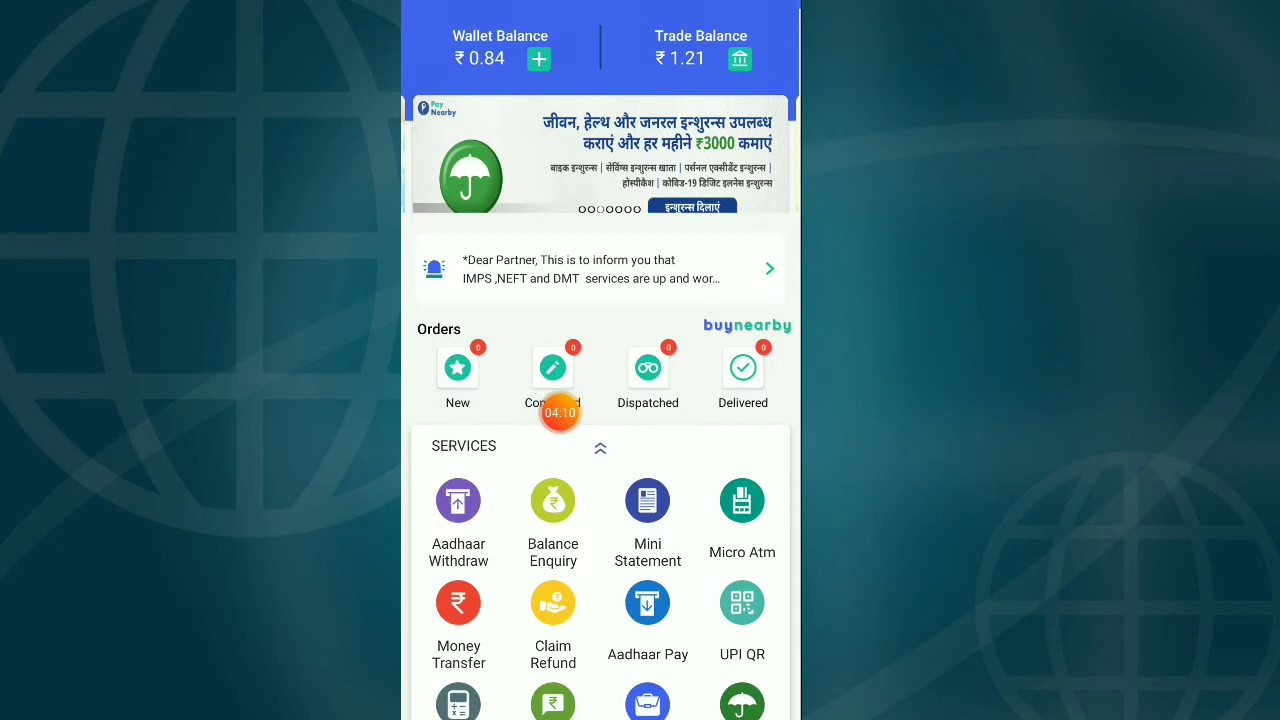 Wallet Balance
₹ 0.84
Trade Balance
₹ 1.21
Pay
Nearby
जीवन, हेल्थ और जनरल इन्शुरन्स उपलब्ध
कराएं और हर महीने ₹3000 कमाएं
बाइक इन्शुरन्स | सेविंग्स इन्शुरन्स खाता | पर्सनल एक्सीडेंट इन्शुरन्स |
होस्पीकैश | कोविड-19 डिजिट इलनेस इन्शुरन्स
इन्शुरन्स दिलाएं
*Dear Partner, This is to inform you that
IMPS ,NEFT and DMT services are up and wor...
buynearby
Orders
0 0 0 0
New Dispatched Delivered
04:10
SERVICES
Aadhaar
Withdraw
Balance
Enquiry
Mini
Statement
Micro Atm
Money
Transfer
Claim
Refund
Aadhaar Pay
UPI QR